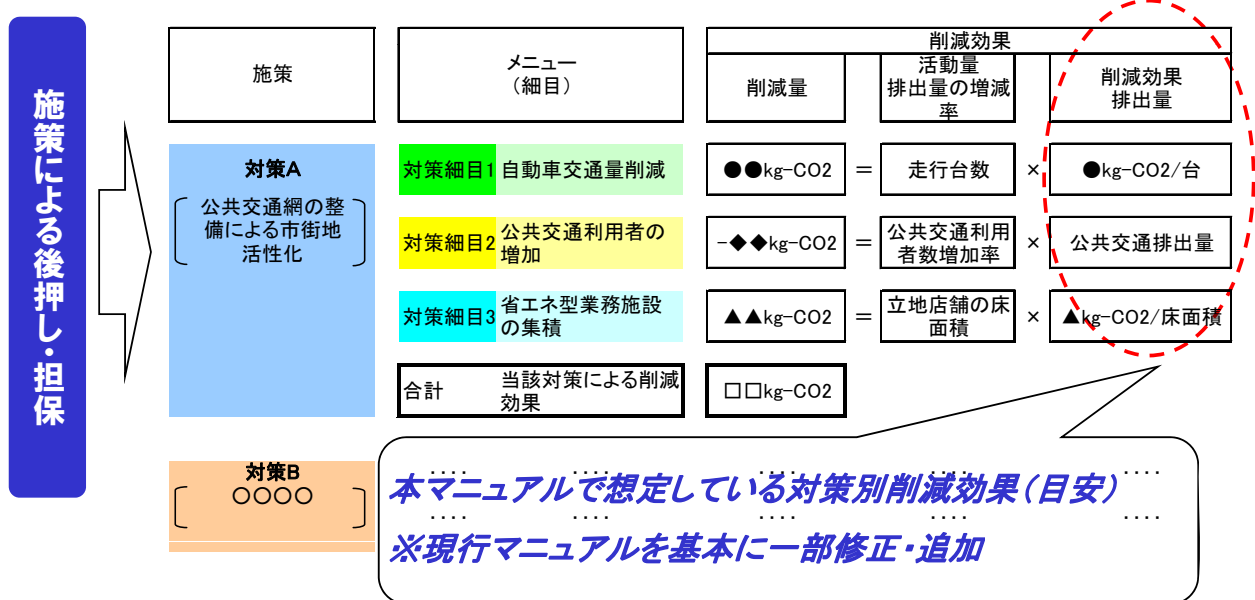 施策による後押し・担保
施策
メニュー
（細目）
削減効果
削減量
活動量
排出量の増減
率
削減効果
排出量
対策A
公共交通網の整
備による市街地
活性化
対策細目1 自動車交通量削減
●●kg-CO2 = 走行台数 × ●kg-CO2/台
対策細目2 公共交通利用者の
増加
-◆◆kg-CO2 = 公共交通利用
者数増加率
× 公共交通排出量
対策細目3 省エネ型業務施設
の集積
▲▲kg-CO2 = 立地店舗の床
面積
× ▲kg-CO2/床面積
合計 当該対策による削減
効果
□□kg-CO2
対策B
○○○○
‥‥ ‥‥ ‥‥ ‥‥ ‥‥
本マニュアルで想定している対策別削減効果（目安）
‥‥ ‥‥ ‥‥ ‥‥ ‥‥
※現行マニュアルを基本に一部修正・追加